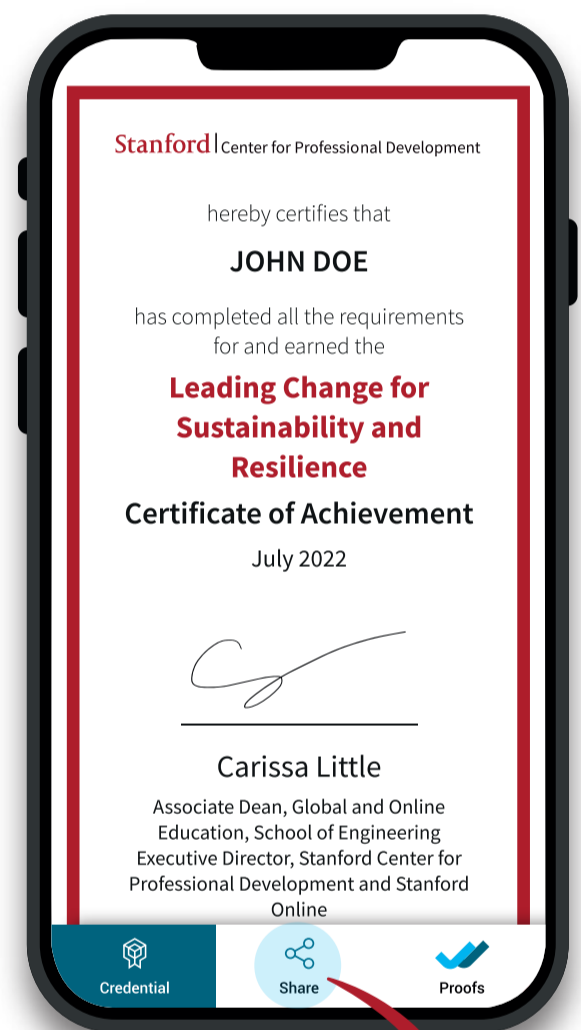 Stanford | Center for Professional Development
hereby certifies that
JOHN DOE
has completed all the requirements
for and earned the
Leading Change for
Sustainability and
Resilience
Certificate of Achievement
July 2022
Carissa Little
Associate Dean, Global and Online
Education, School of Engineering
Executive Director, Stanford Center for
Professional Development and Stanford
Online
Credential
Share
Proofs